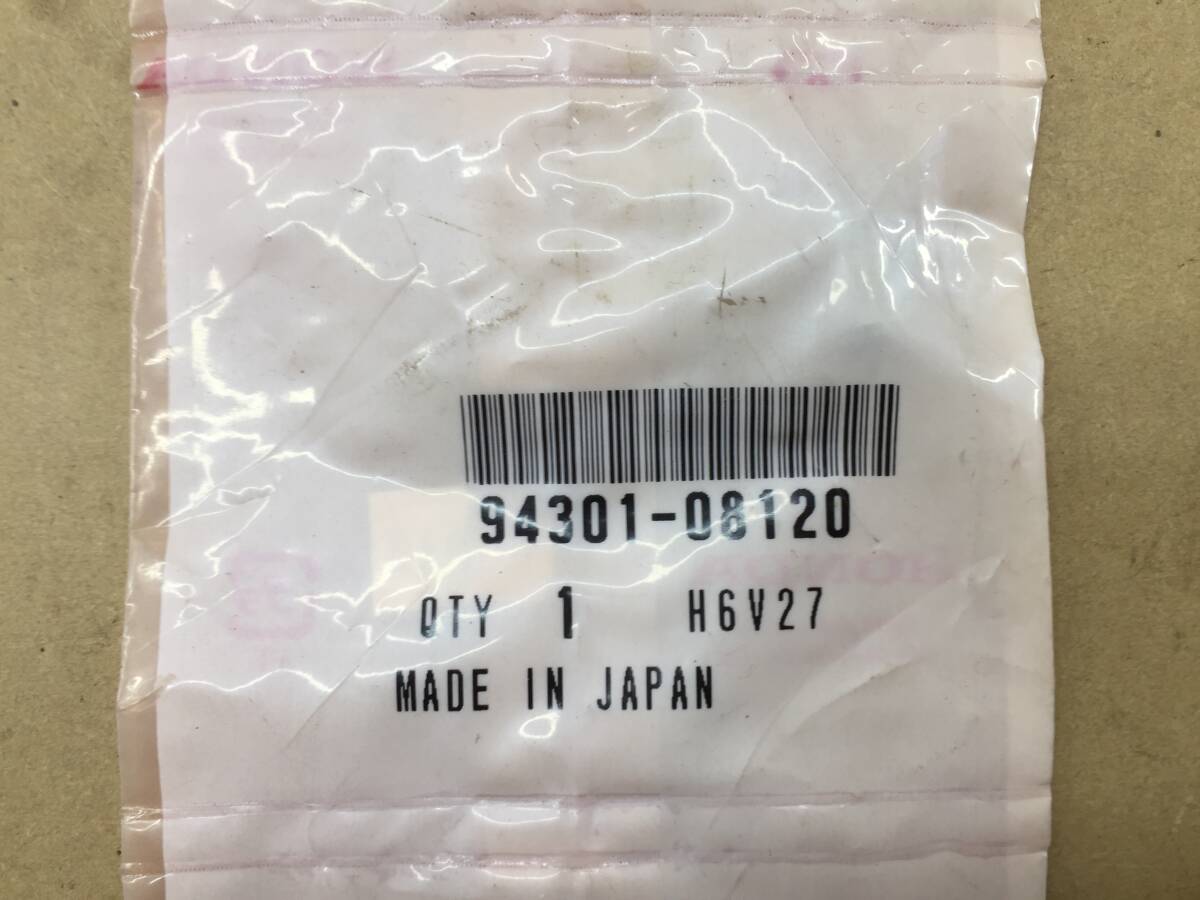 94301-08120
QTY 1 H6V27
MADE IN JAPAN